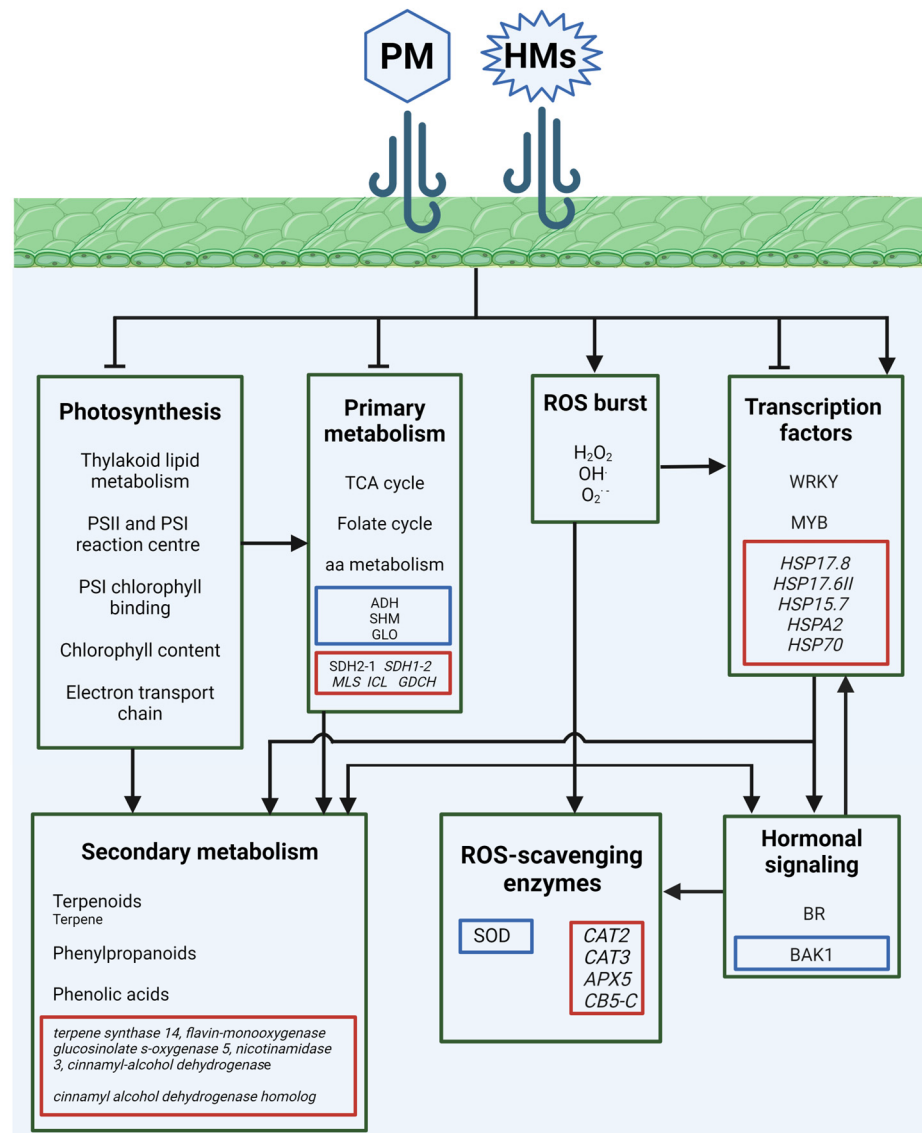 PM
HMs
Photosynthesis
Thylakoid lipid
metabolism
PSII and PSI
reaction centre
PSI chlorophyll
binding
Chlorophyll content
Electron transport
chain
Primary
metabolism
TCA cycle
Folate cycle
aa metabolism
ADH
SHM
GLO
SDH2-1 SDH1-2
MLS ICL GDCH
ROS burst
H₂O₂
OH·
O₂·-
Transcription
factors
WRKY
MYB
HSP17.8
HSP17.6II
HSP15.7
HSPA2
HSP70
Secondary metabolism
Terpenoids
Terpene
Phenylpropanoids
Phenolic acids
terpene synthase 14, flavin-monooxygenase
glucosinolate s-oxygenase 5, nicotinamidase
3, cinnamyl-alcohol dehydrogenase
cinnamyl alcohol dehydrogenase homolog
ROS-scavenging
enzymes
SOD
CAT2
CAT3
APX5
CB5-C
Hormonal
signaling
BR
BAK1